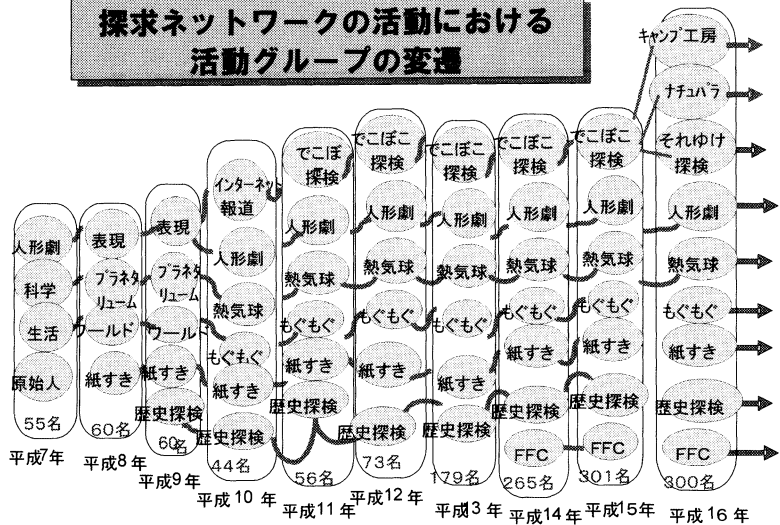 探求ネットワークの活動における
活動グループの変遷
人形劇
科学
生活
原始人
55名
平成7年
表現
プラネタ
リューム
ワールド
紙すき
60名
平成8年
表現
プラネタ
リューム
ワールド
紙すき
歴史探検
60名
平成9年
インターネット
報道
人形劇
熱気球
もぐもぐ
紙すき
歴史探検
44名
平成10年
でこぼ
探検
人形劇
熱気球
もぐもぐ
紙すき
歴史探検
56名
平成11年
でこぼこ
探検
人形劇
熱気球
もぐもぐ
紙すき
歴史探検
73名
平成12年
でこぼこ
探検
人形劇
熱気球
もぐもぐ
紙すき
歴史探検
179名
平成13年
でこぼこ
探検
人形劇
熱気球
もぐもぐ
紙すき
歴史探検
FFC
265名
平成14年
でこぼこ
探検
人形劇
熱気球
もぐもぐ
紙すき
歴史探検
FFC
301名
平成15年
キャンプ工房
ナチュパラ
それゆけ
探検
人形劇
熱気球
もぐもぐ
紙すき
歴史探検
FFC
300名
平成16年